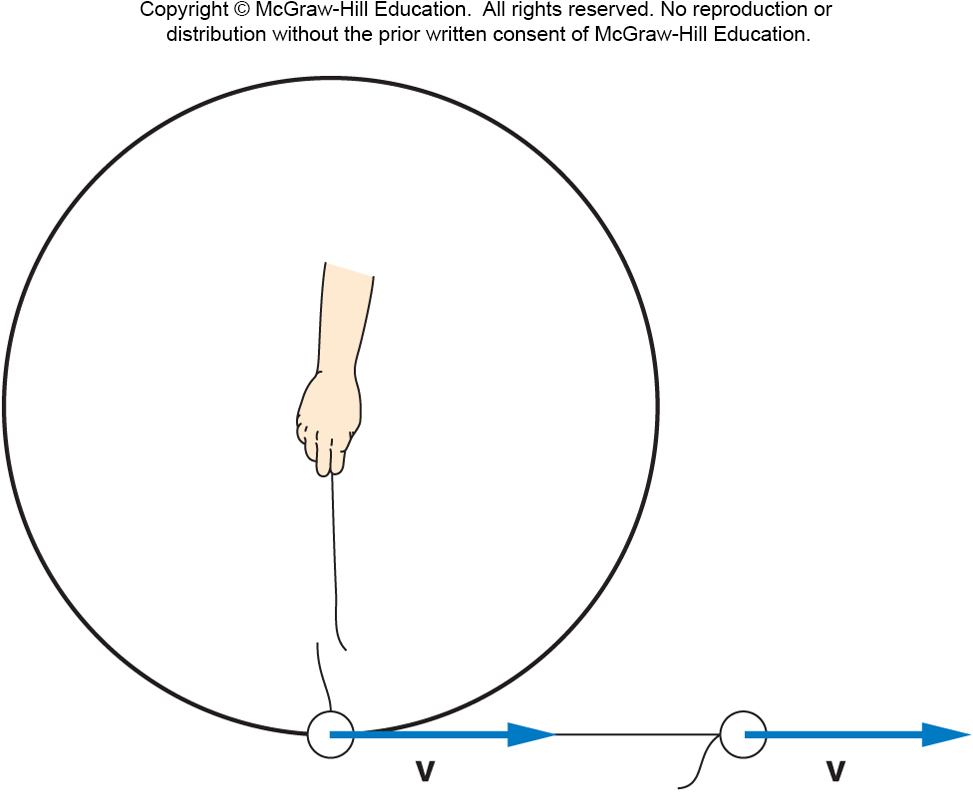 Copyright © McGraw-Hill Education.  All rights reserved. No reproduction or
distribution without the prior written consent of McGraw-Hill Education.
v
v